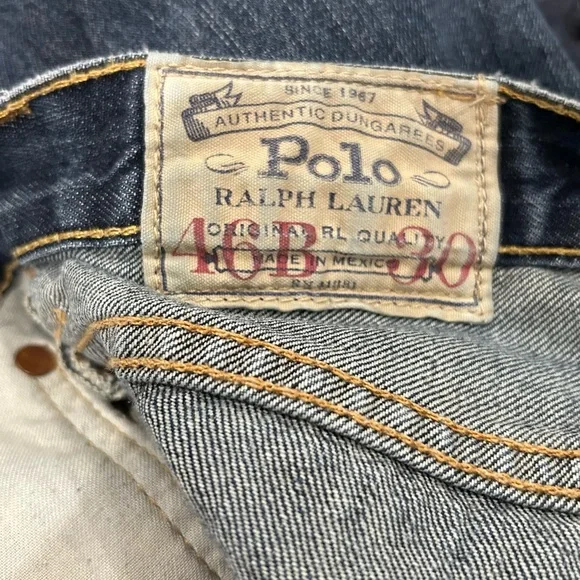 SINCE 1967
AUTHENTIC DUNGAREES
Polo
RALPH LAUREN
ORIGINAL RL QUALITY
46B 30
MADE IN MEXICO